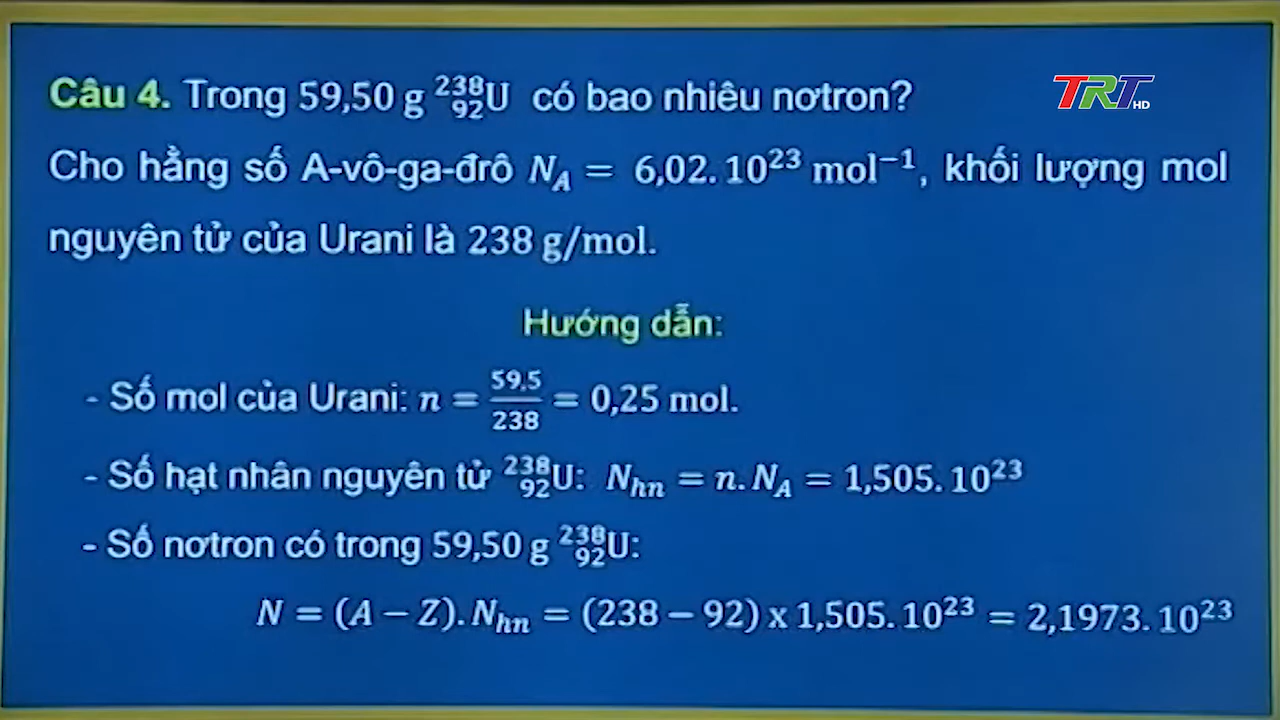 TRT HD
Câu 4. Trong 59,50 g ²³⁸₉₂U có bao nhiêu nơtron?
Cho hằng số A-vô-ga-đrô N_A = 6,02. 10²³ mol⁻¹, khối lượng mol
nguyên tử của Urani là 238 g/mol.
Hướng dẫn:
- Số mol của Urani: n = 59,5/238 = 0,25 mol.
- Số hạt nhân nguyên tử ²³⁸₉₂U: N_hn = n. N_A = 1,505. 10²³
- Số nơtron có trong 59,50 g ²³⁸₉₂U:
N = (A − Z). N_hn = (238 − 92) x 1,505. 10²³ = 2,1973. 10²³